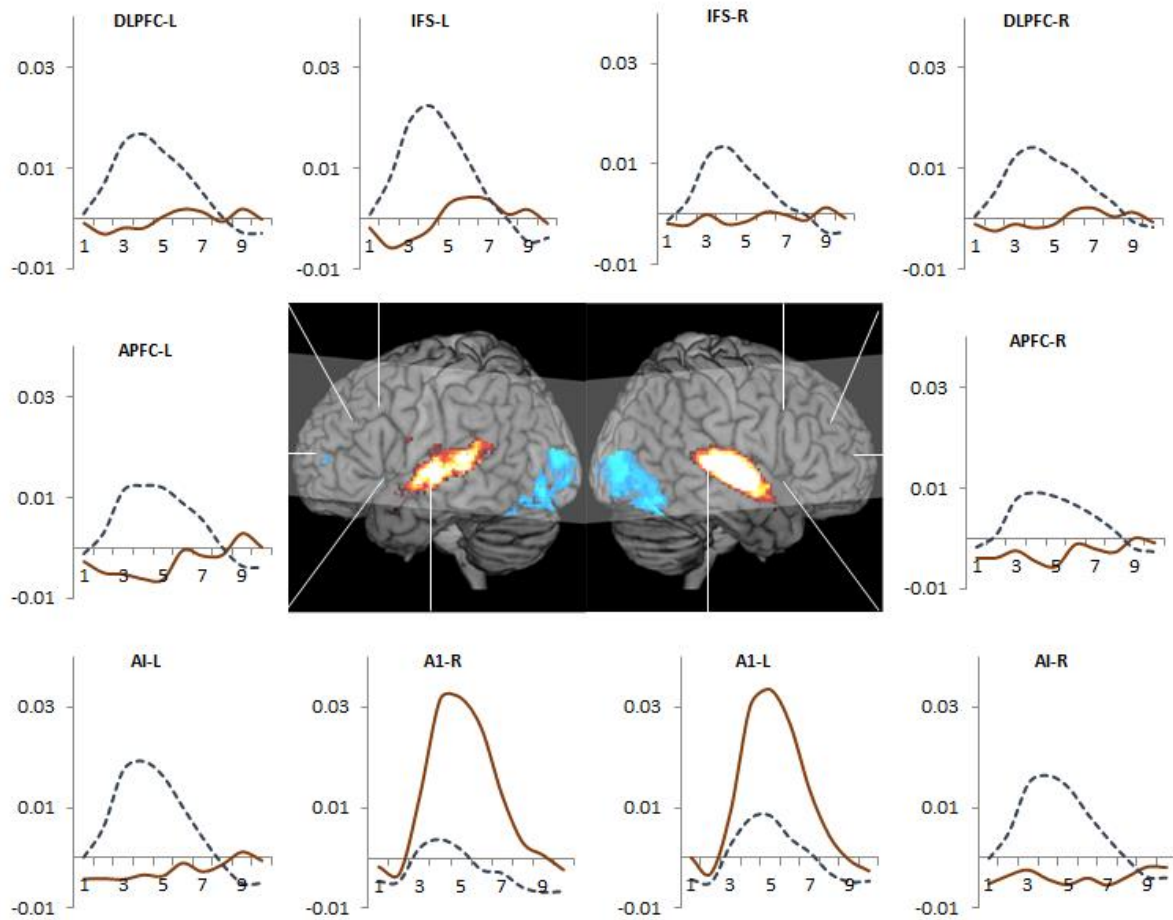 DLPFC-L
0.03
0.01
-0.01
1 3 5 7 9
IFS-L
0.03
0.01
-0.01
1 3 5 7 9
IFS-R
0.03
0.01
-0.01
1 3 5 7 9
DLPFC-R
0.03
0.01
-0.01
1 3 5 7 9
APFC-L
0.03
0.01
-0.01
1 3 5 7 9
APFC-R
0.03
0.01
-0.01
1 3 5 7 9
AI-L
0.03
0.01
-0.01
1 3 5 7 9
A1-R
0.03
0.01
-0.01
1 3 5 7 9
A1-L
0.03
0.01
-0.01
1 3 5 7 9
AI-R
0.03
0.01
-0.01
1 3 5 7 9